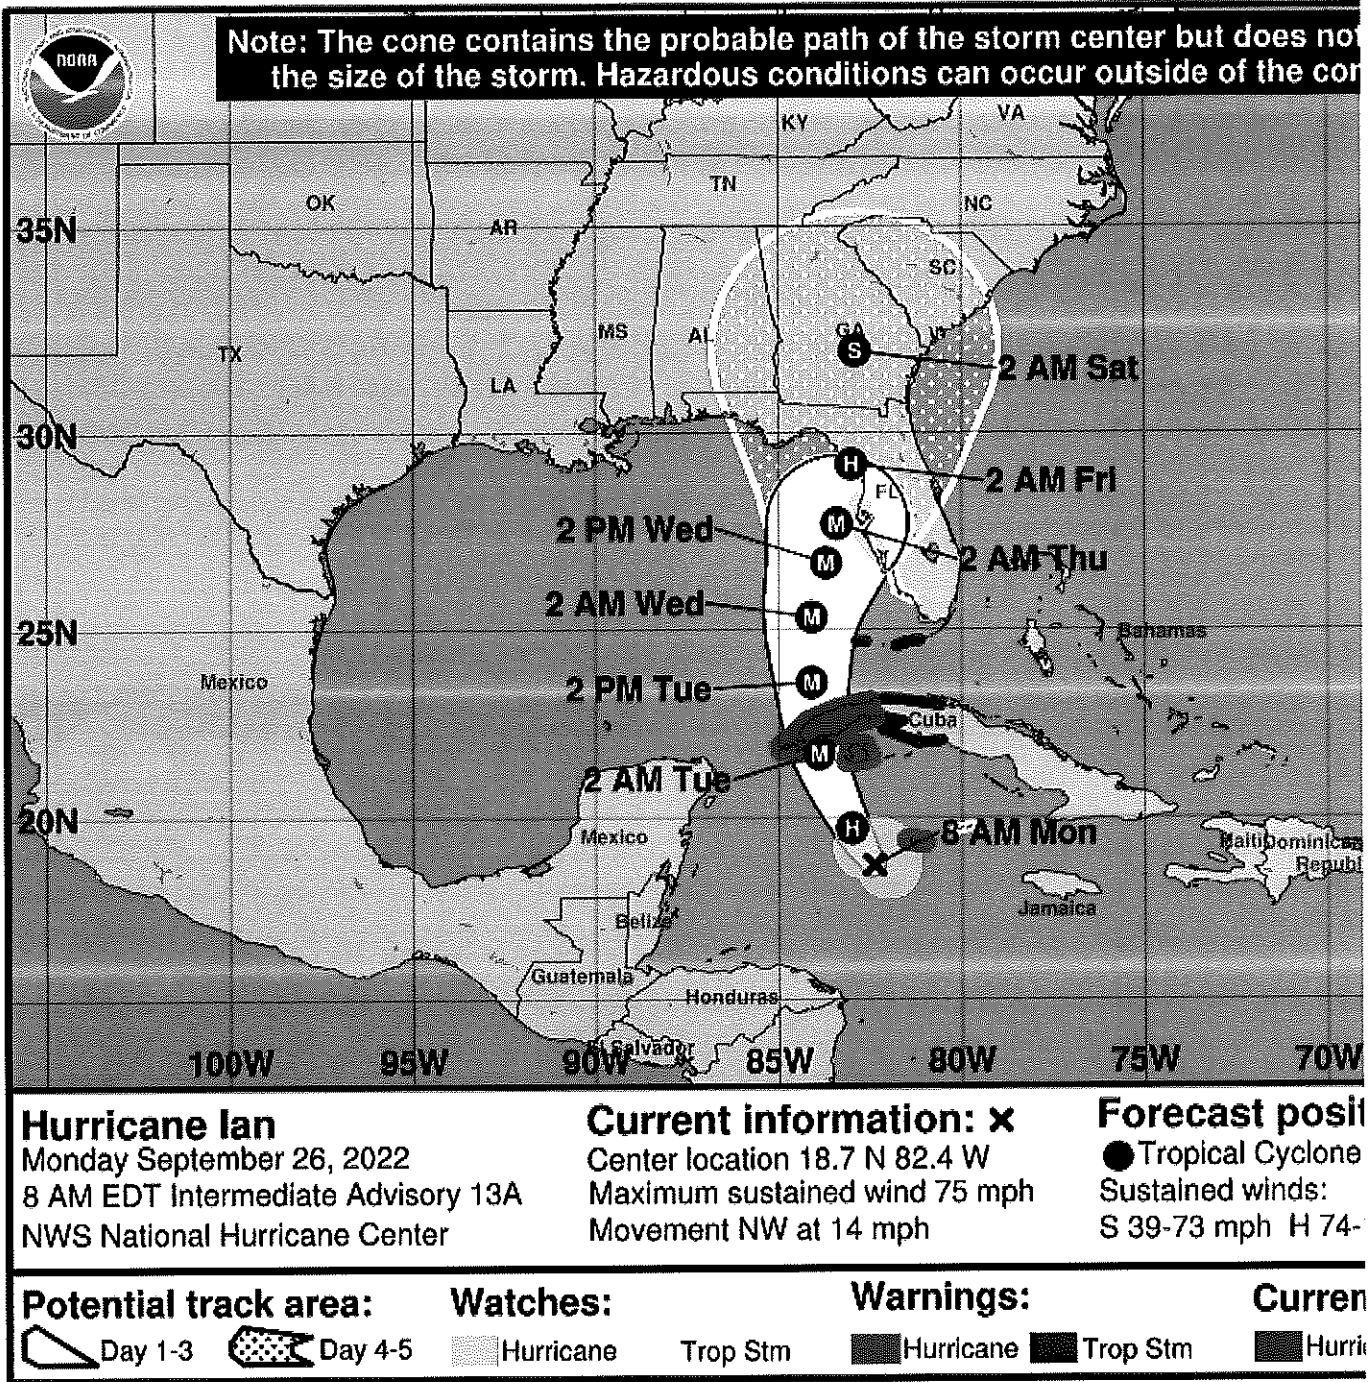 NOAA
Note: The cone contains the probable path of the storm center but does not
the size of the storm. Hazardous conditions can occur outside of the
KY
VA
TN
OK
NC
AR
35N
SC
MS
AL
GA
TX
S
2 AM Sat
LA
30N
H
2 AM Fri
FL
2 PM Wed
M
2 AM Thu
M
2 AM Wed
M
25N
Bahamas
Mexico
2 PM Tue
M
Cuba
M
2 AM Tue
20N
Mexico
H
8 AM Mon
Haiti
Dominican
Republ
Jamaica
Belize
Guatemala
Honduras
El Salvador
100W
95W
90W
85W
80W
75W
70W
Hurricane Ian
Monday September 26, 2022
8 AM EDT Intermediate Advisory 13A
NWS National Hurricane Center
Current information: ×
Center location 18.7 N 82.4 W
Maximum sustained wind 75 mph
Movement NW at 14 mph
Forecast posit
Tropical Cyclone
Sustained winds:
S 39-73 mph H 74-
Potential track area:
Day 1-3
Day 4-5
Watches:
Hurricane
Trop Stm
Warnings:
Hurricane
Trop Stm
Curren
Hurri